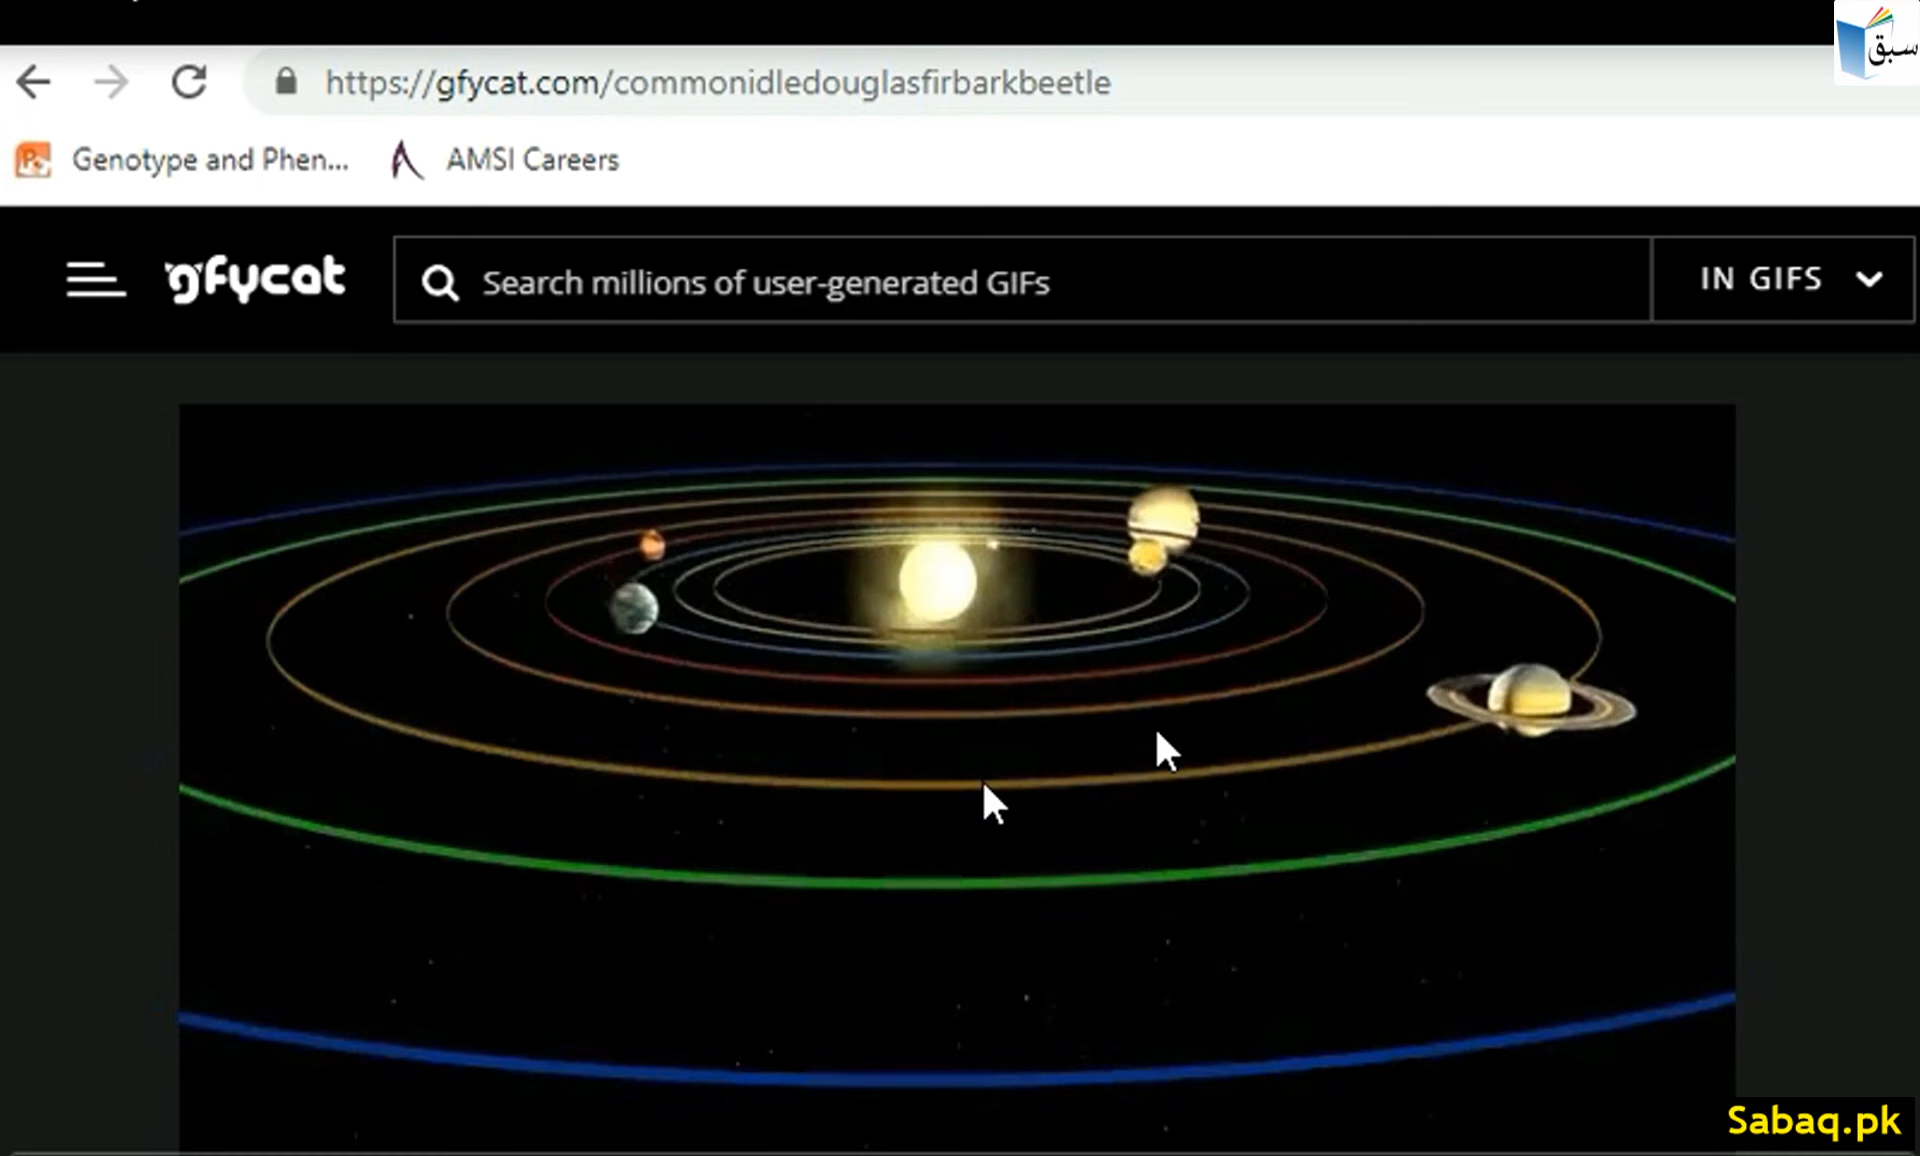 سبق
https://gfycat.com/commonidledouglasfirbarkbeetle
Genotype and Phen... AMSI Careers
gfycat Search millions of user-generated GIFs IN GIFS
Sabaq.pk